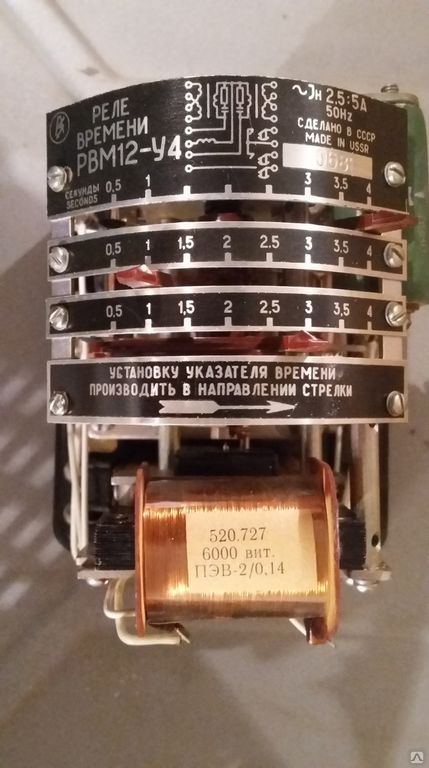 РЕЛЕ
ВРЕМЕНИ
РВМ12-У4
Jн 2.5:5А
50Hz
СДЕЛАНО В СССР
MADE IN USSR
0681
СЕКУНДЫ
SECONDS
0,5 1 3 3,5 4
0.5 1 1,5 2 2.5 3 3,5 4
0.5 1 1,5 2 2.5 3 3,5 4
УСТАНОВКУ УКАЗАТЕЛЯ ВРЕМЕНИ
ПРОИЗВОДИТЬ В НАПРАВЛЕНИИ СТРЕЛКИ
520.727
6000 вит.
ПЭВ-2/0,14